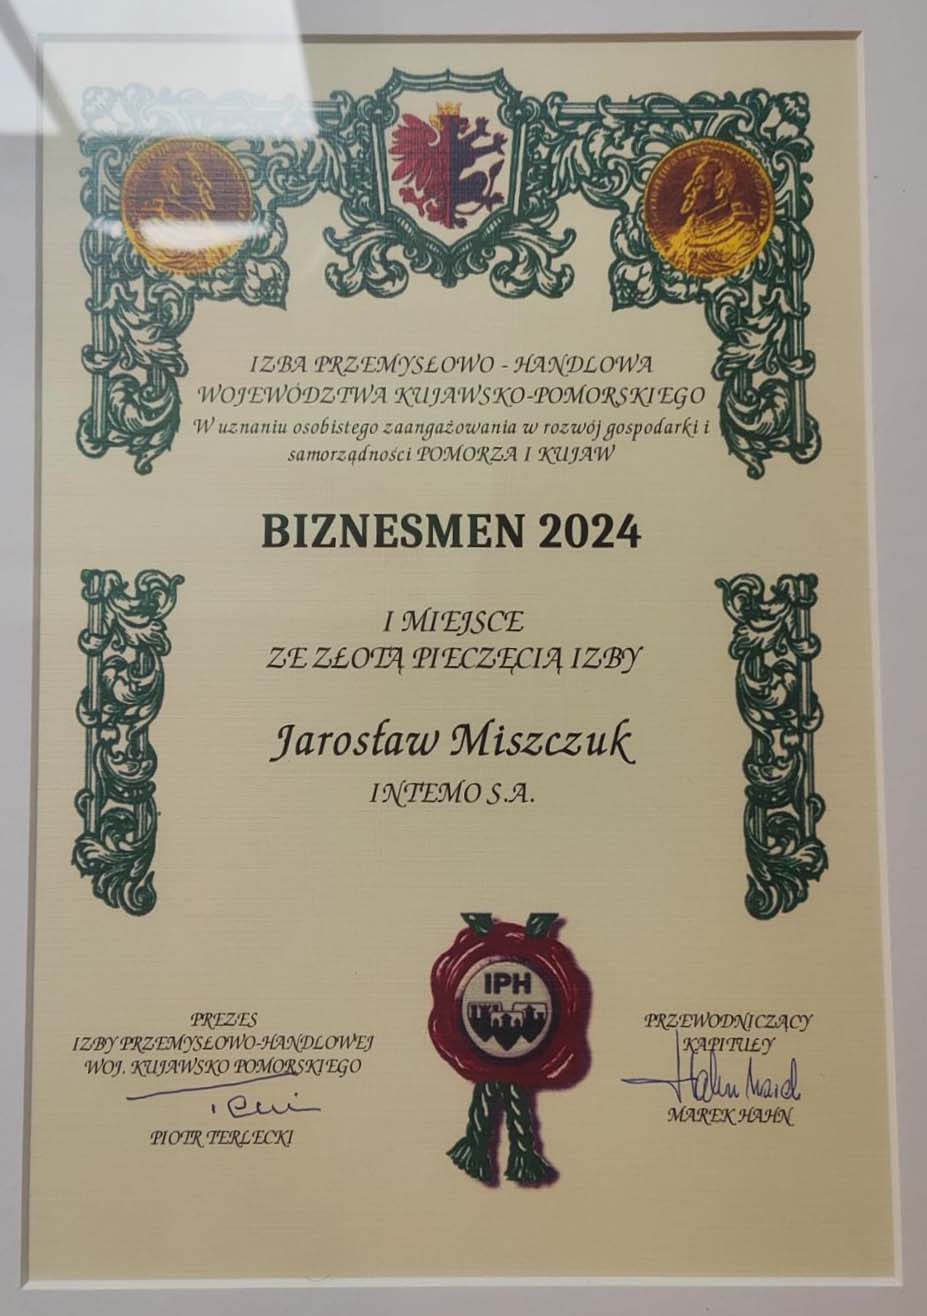 IZBA PRZEMYSŁOWO - HANDLOWA
WOJEWÓDZTWA KUJAWSKO-POMORSKIEGO
W uznaniu osobistego zaangażowania w rozwój gospodarki i
samorządności POMORZA I KUJAW
BIZNESMEN 2024
I MIEJSCE
ZE ZŁOTĄ PIECZĘCIĄ IZBY
Jarosław Miszczuk
INTEMO S.A.
IPH
PREZES
IZBY PRZEMYSŁOWO-HANDLOWEJ
WOJ. KUJAWSKO POMORSKIEGO
PIOTR TERLECKI
PRZEWODNICZĄCY
KAPITUŁY
MAREK HAHN